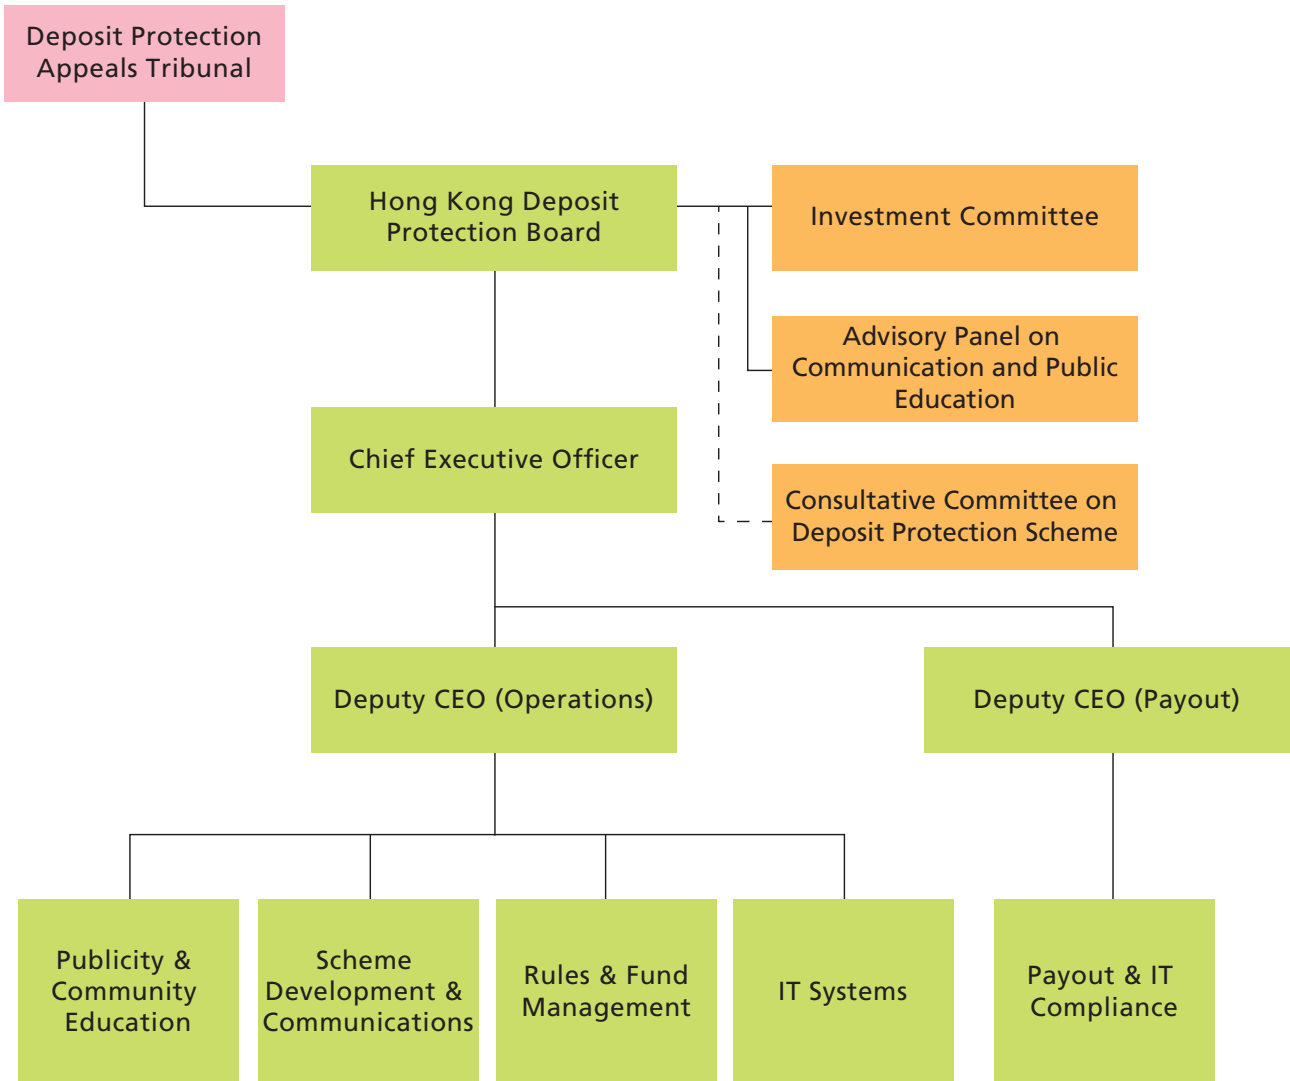 Deposit Protection
Appeals Tribunal
Hong Kong Deposit
Protection Board
Investment Committee
Advisory Panel on
Communication and Public
Education
Chief Executive Officer
Consultative Committee on
Deposit Protection Scheme
Deputy CEO (Operations)
Deputy CEO (Payout)
Publicity &
Community
Education
Scheme
Development &
Communications
Rules & Fund
Management
IT Systems
Payout & IT
Compliance